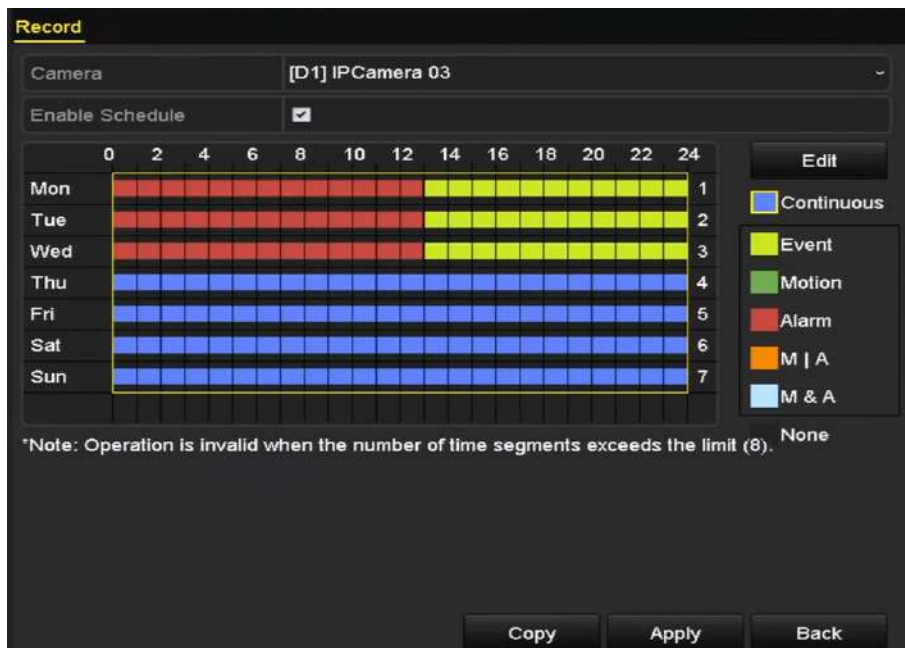 Record
Camera [D1] IPCamera 03
Enable Schedule
0 2 4 6 8 10 12 14 16 18 20 22 24
Edit
Mon 1
Continuous
Tue 2
Wed 3
Event
Thu 4
Motion
Fri 5
Alarm
Sat 6
M | A
Sun 7
M & A
None
*Note: Operation is invalid when the number of time segments exceeds the limit (8).
Copy Apply Back